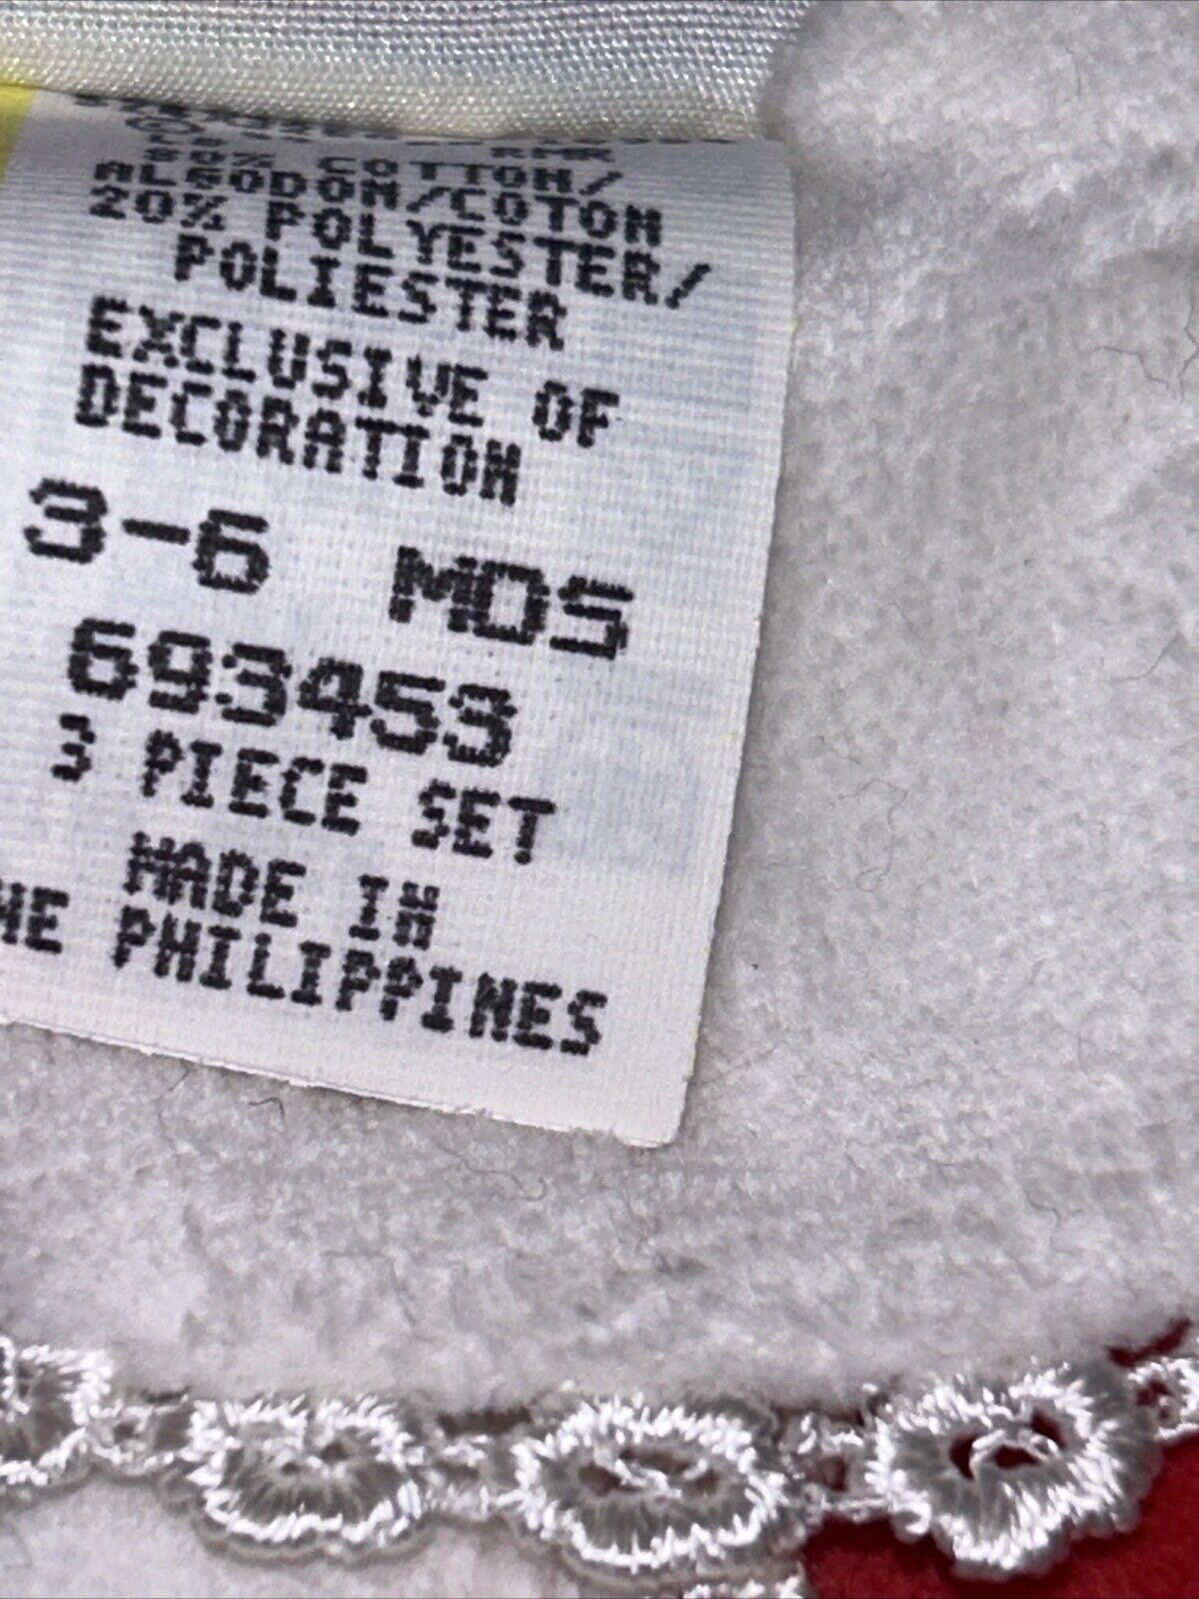 80% COTTON/
ALGODON/COTON
20% POLYESTER/
POLIESTER
EXCLUSIVE OF
DECORATION
3-6 MOS
693453
3 PIECE SET
MADE IN
HE PHILIPPINES